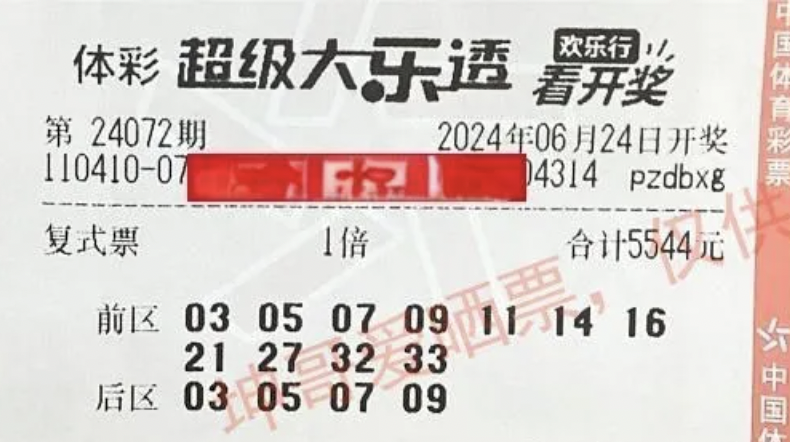 体彩 超级大乐透 欢乐行 看开奖
第 24072期 2024年06月24日开奖
110410-07 04314 pzdbxg
复式票 1倍 合计5544元
前区 03 05 07 09 11 14 16
21 27 32 33
后区 03 05 07 09
坤哥爱晒票，仅供
中国体育彩票
中国体